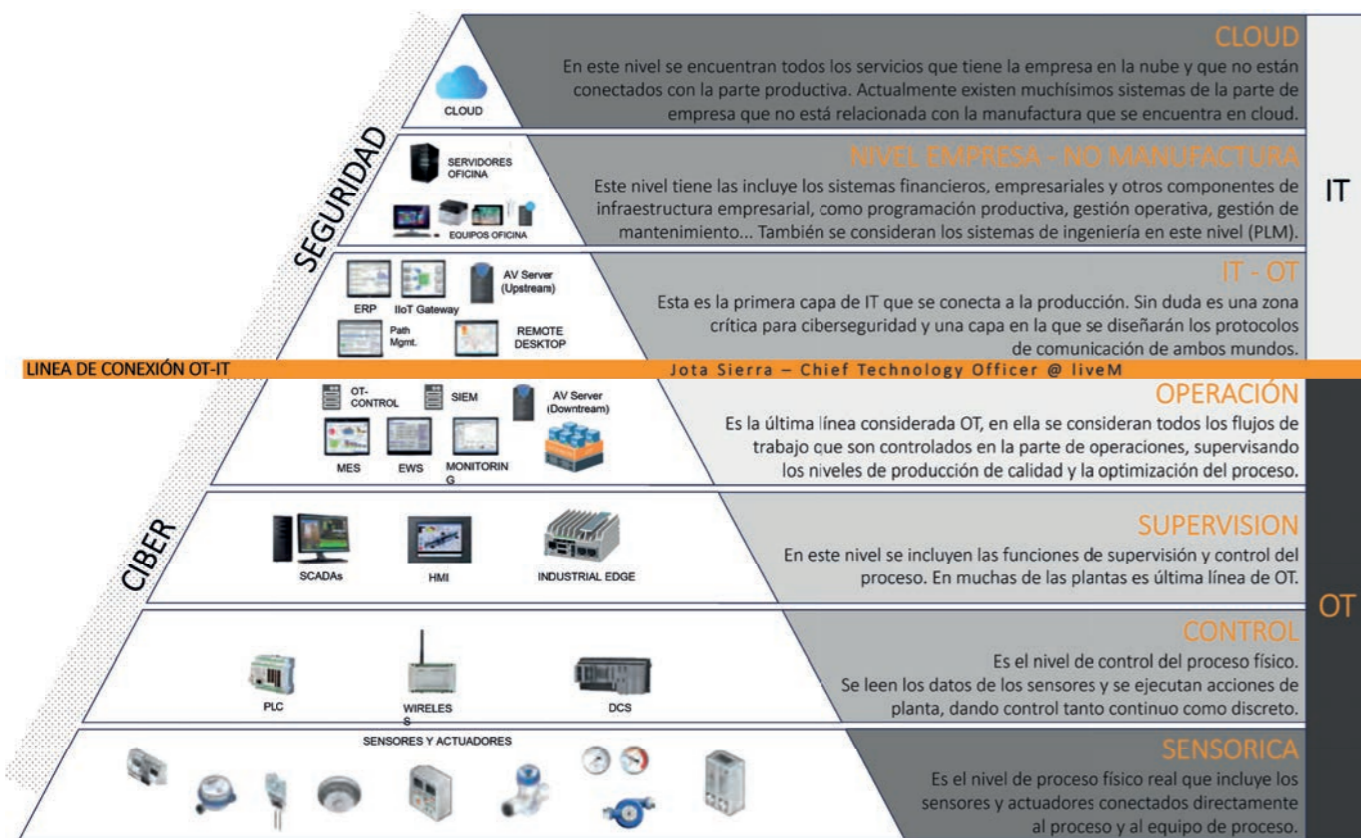 CLOUD
En este nivel se encuentran todos los servicios que tiene la empresa en la nube y que no están
conectados con la parte productiva. Actualmente existen muchísimos sistemas de la parte de
empresa que no está relacionada con la manufactura que se encuentra en cloud.
CLOUD
IT
NIVEL EMPRESA - NO MANUFACTURA
Este nivel tiene las incluye los sistemas financieros, empresariales y otros componentes de
infraestructura empresarial, como programación productiva, gestión operativa, gestión de
mantenimiento... También se consideran los sistemas de ingeniería en este nivel (PLM).
SERVIDORES
OFICINA
EQUIPOS OFICINA
CIBER SEGURIDAD
IT - OT
Esta es la primera capa de IT que se conecta a la producción. Sin duda es una zona
crítica para ciberseguridad y una capa en la que se diseñarán los protocolos
de comunicación de ambos mundos.
ERP
IIoT Gateway
AV Server
(Upstream)
Path
Mgmt.
REMOTE
DESKTOP
LINEA DE CONEXIÓN OT-IT
Jota Sierra – Chief Technology Officer @ liveM
OPERACIÓN
Es la última línea considerada OT, en ella se consideran todos los flujos de
trabajo que son controlados en la parte de operaciones, supervisando
los niveles de producción de calidad y la optimización del proceso.
OT-
CONTROL
SIEM
AV Server
(Downtream)
MES
EWS
MONITORIN
G
OT
SUPERVISION
En este nivel se incluyen las funciones de supervisión y control del
proceso. En muchas de las plantas es última línea de OT.
SCADAs
HMI
INDUSTRIAL EDGE
CONTROL
Es el nivel de control del proceso físico.
Se leen los datos de los sensores y se ejecutan acciones de
planta, dando control tanto continuo como discreto.
PLC
WIRELES
S
DCS
SENSORICA
Es el nivel de proceso físico real que incluye los
sensores y actuadores conectados directamente
al proceso y al equipo de proceso.
SENSORES Y ACTUADORES